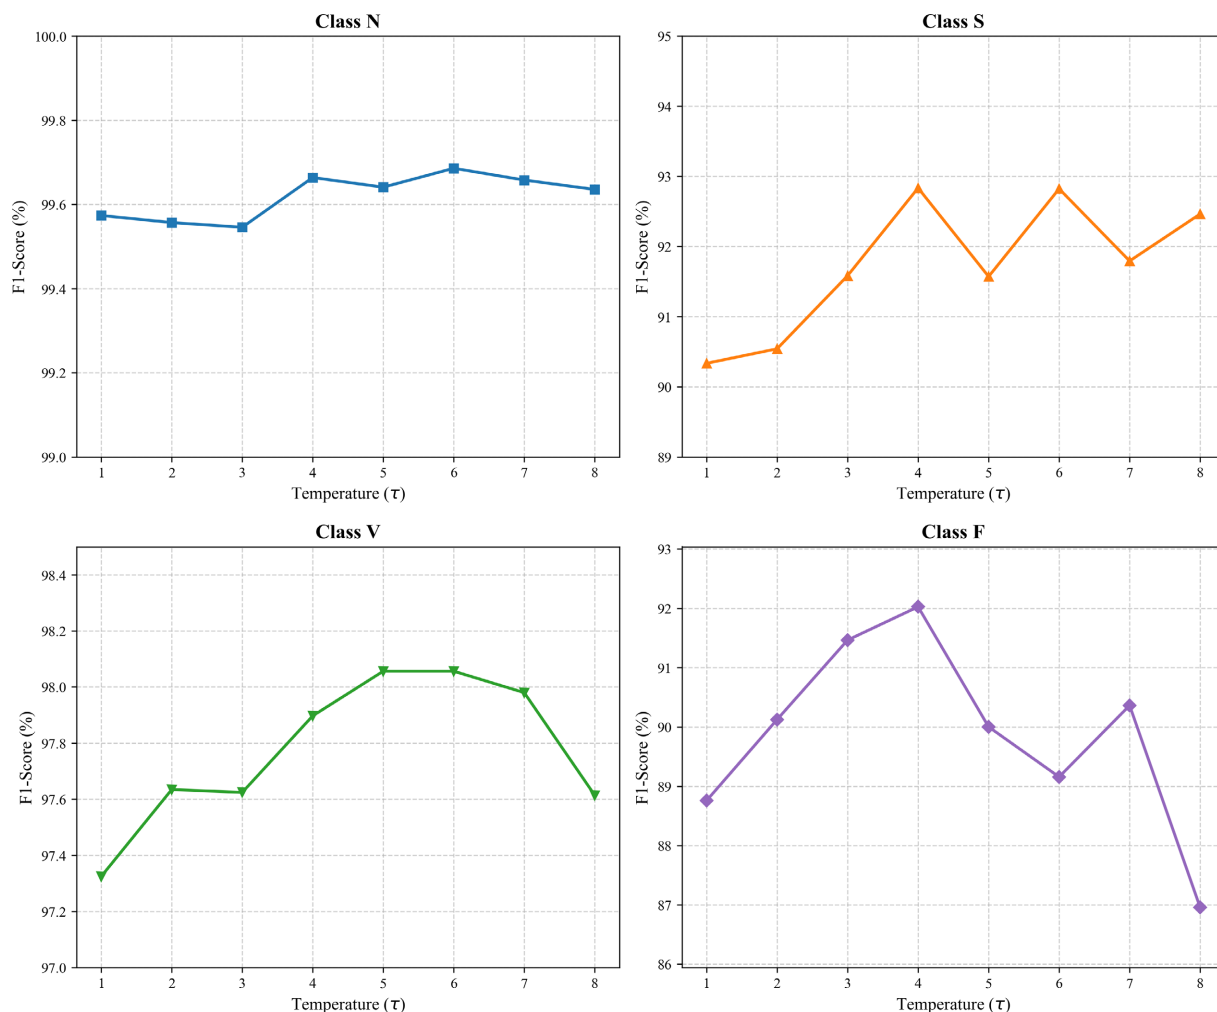 Class N
100.0
99.8
99.6
99.4
99.2
99.0
F1-Score (%)
1 2 3 4 5 6 7 8
Temperature (τ)
Class S
95
94
93
92
91
90
89
F1-Score (%)
1 2 3 4 5 6 7 8
Temperature (τ)
Class V
98.4
98.2
98.0
97.8
97.6
97.4
97.2
97.0
F1-Score (%)
1 2 3 4 5 6 7 8
Temperature (τ)
Class F
93
92
91
90
89
88
87
86
F1-Score (%)
1 2 3 4 5 6 7 8
Temperature (τ)